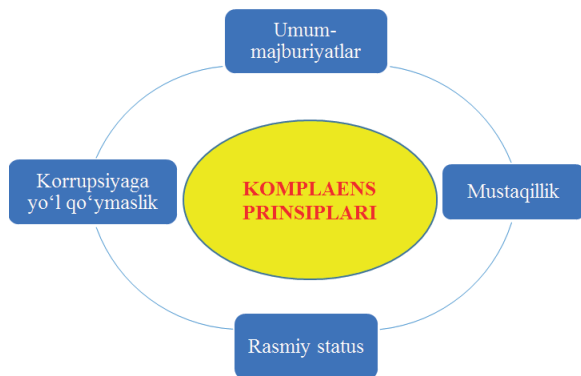 Umum-
majburiyatlar
Korrupsiyaga
yo‘l qo‘ymaslik
KOMPLAENS
PRINSIPLARI
Mustaqillik
Rasmiy status